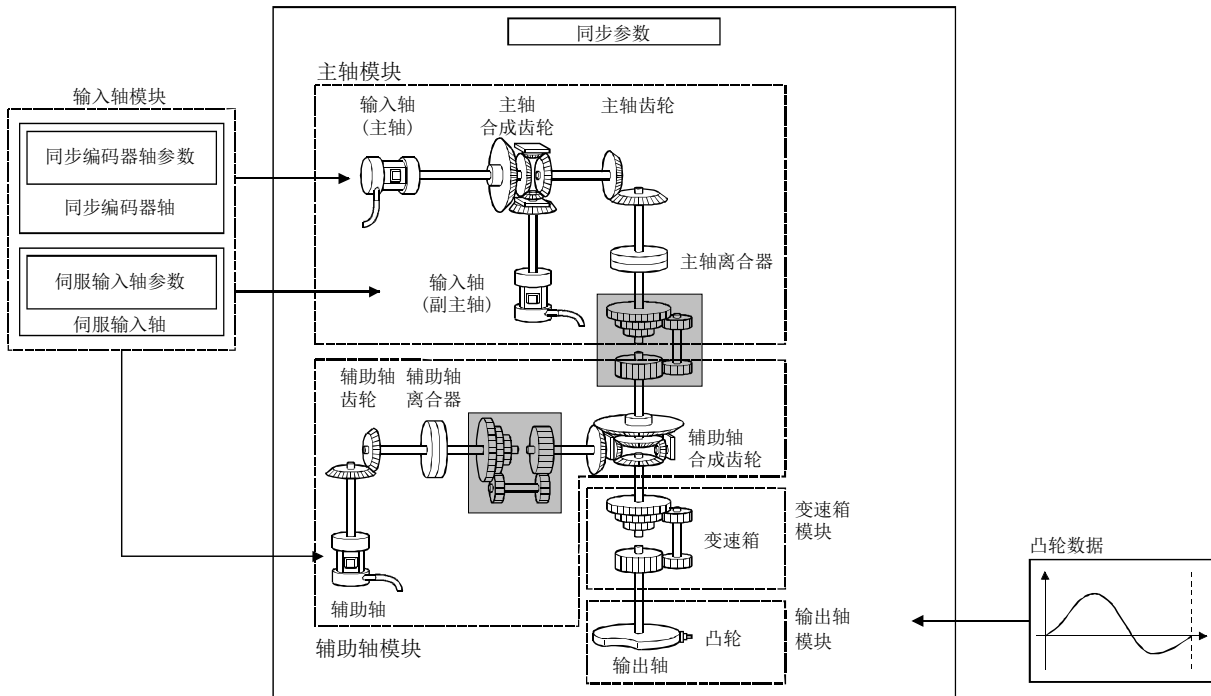 同步参数
输入轴模块
同步编码器轴参数
同步编码器轴
伺服输入轴参数
伺服输入轴
主轴模块
输入轴
(主轴)
主轴
合成齿轮
主轴齿轮
主轴离合器
输入轴
(副主轴)
辅助轴
齿轮
辅助轴
离合器
辅助轴
合成齿轮
辅助轴
辅助轴模块
变速箱
变速箱
模块
凸轮
输出轴
输出轴
模块
凸轮数据